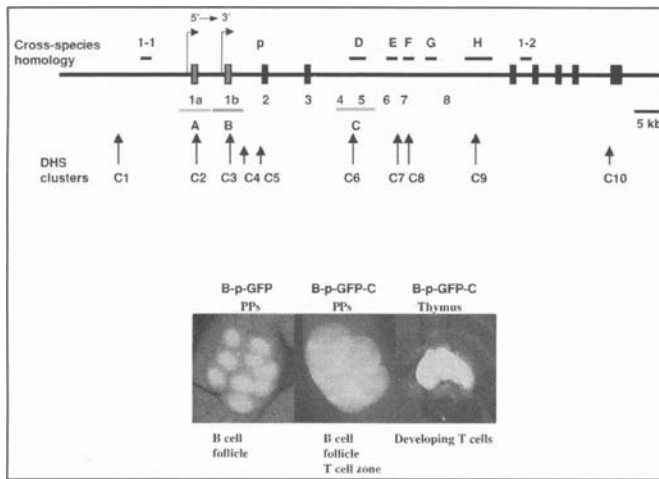 5' → 3'
Cross-species homology
1-1 p D E F G H 1-2
1a 1b 2 3 4 5 6 7 8
5 kb
A B C
DHS clusters
C1 C2 C3 C4 C5 C6 C7 C8 C9 C10
B-p-GFP B-p-GFP-C B-p-GFP-C
PPs PPs Thymus
B cell follicle
B cell follicle T cell zone
Developing T cells